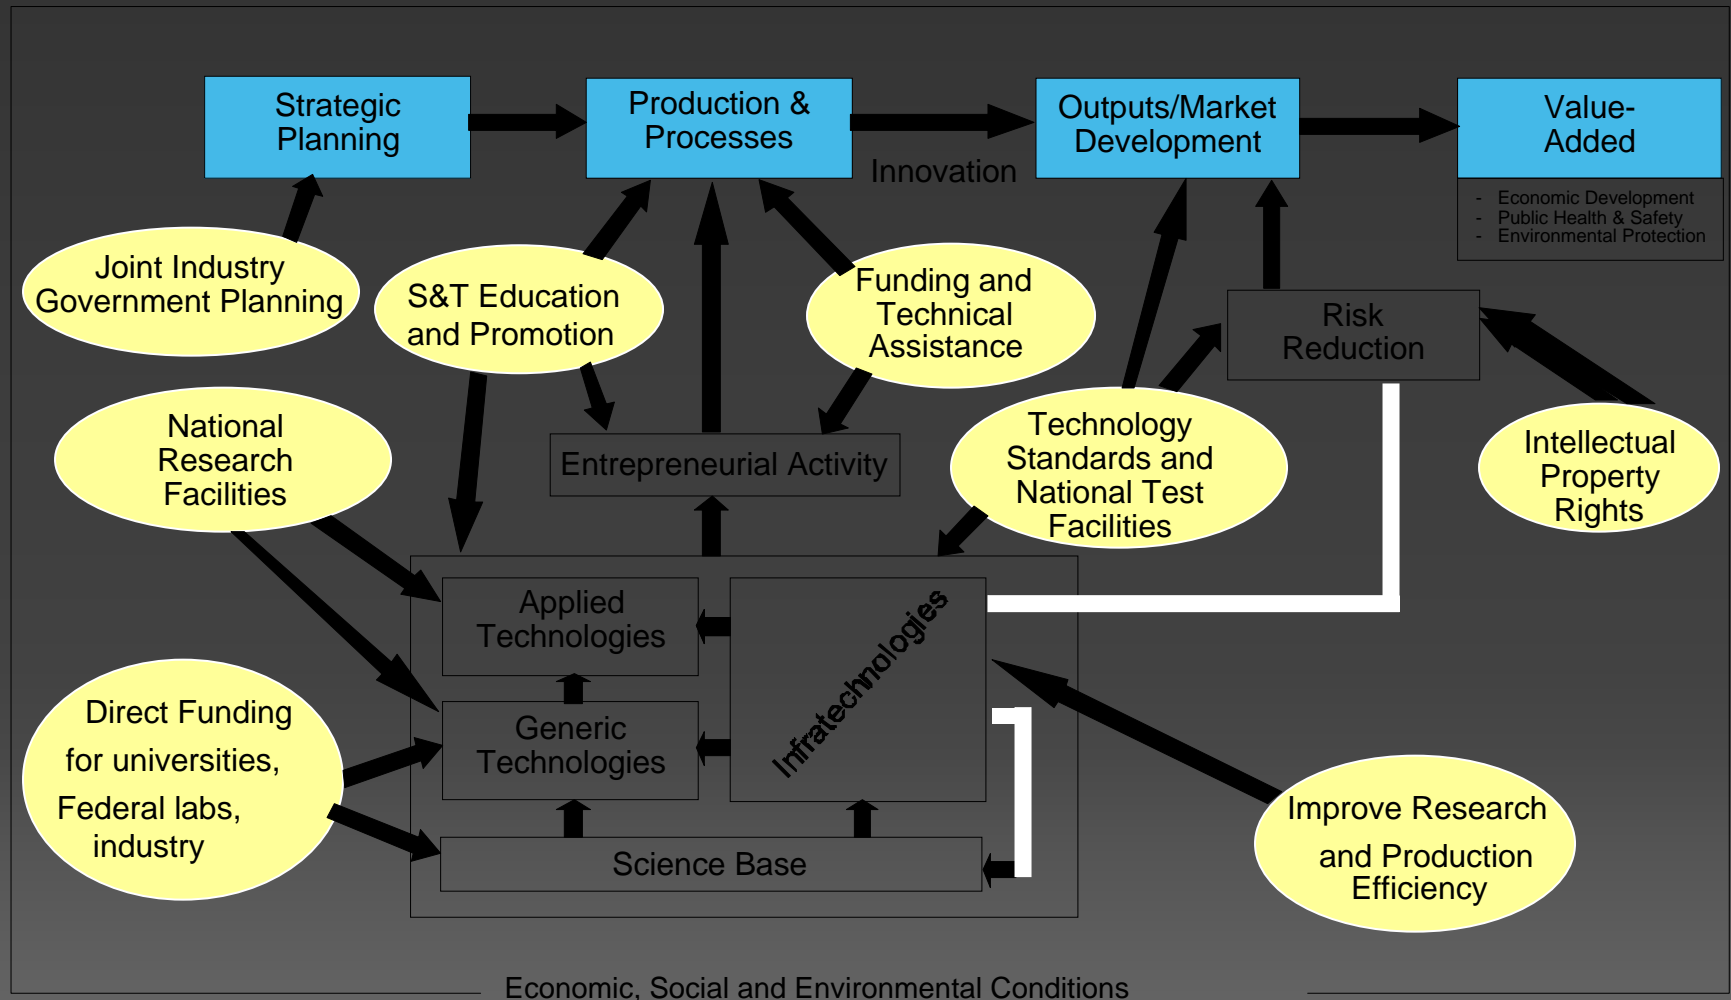 Strategic
Planning
Production &
Processes
Outputs/Market
Development
Value-
Added
Innovation
- Economic Development
- Public Health & Safety
- Environmental Protection
Joint Industry
Government Planning
S&T Education
and Promotion
Funding and
Technical
Assistance
Risk
Reduction
National
Research
Facilities
Entrepreneurial Activity
Technology
Standards and
National Test
Facilities
Intellectual
Property
Rights
Applied
Technologies
Infratechnologies
Generic
Technologies
Direct Funding
for universities,
Federal labs,
industry
Science Base
Improve Research
and Production
Efficiency
Economic, Social and Environmental Conditions